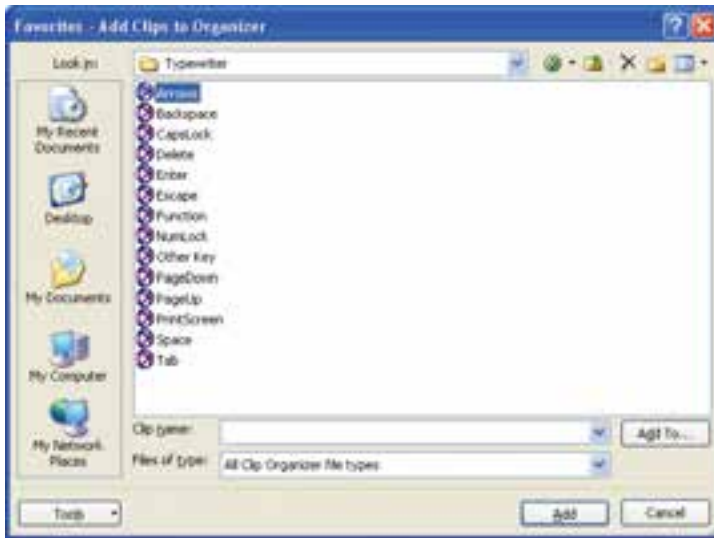 Favorites - Add Clips to Organizer
Look in:
Typewriter
My Recent
Documents
Desktop
My Documents
My Computer
My Network
Places
Arrows
Backspace
CapsLock
Delete
Enter
Escape
Function
NumLock
Other Key
PageDown
PageUp
PrintScreen
Space
Tab
Clip name:
Add To...
Files of type:
All Clip Organizer file types
Tools
Add
Cancel